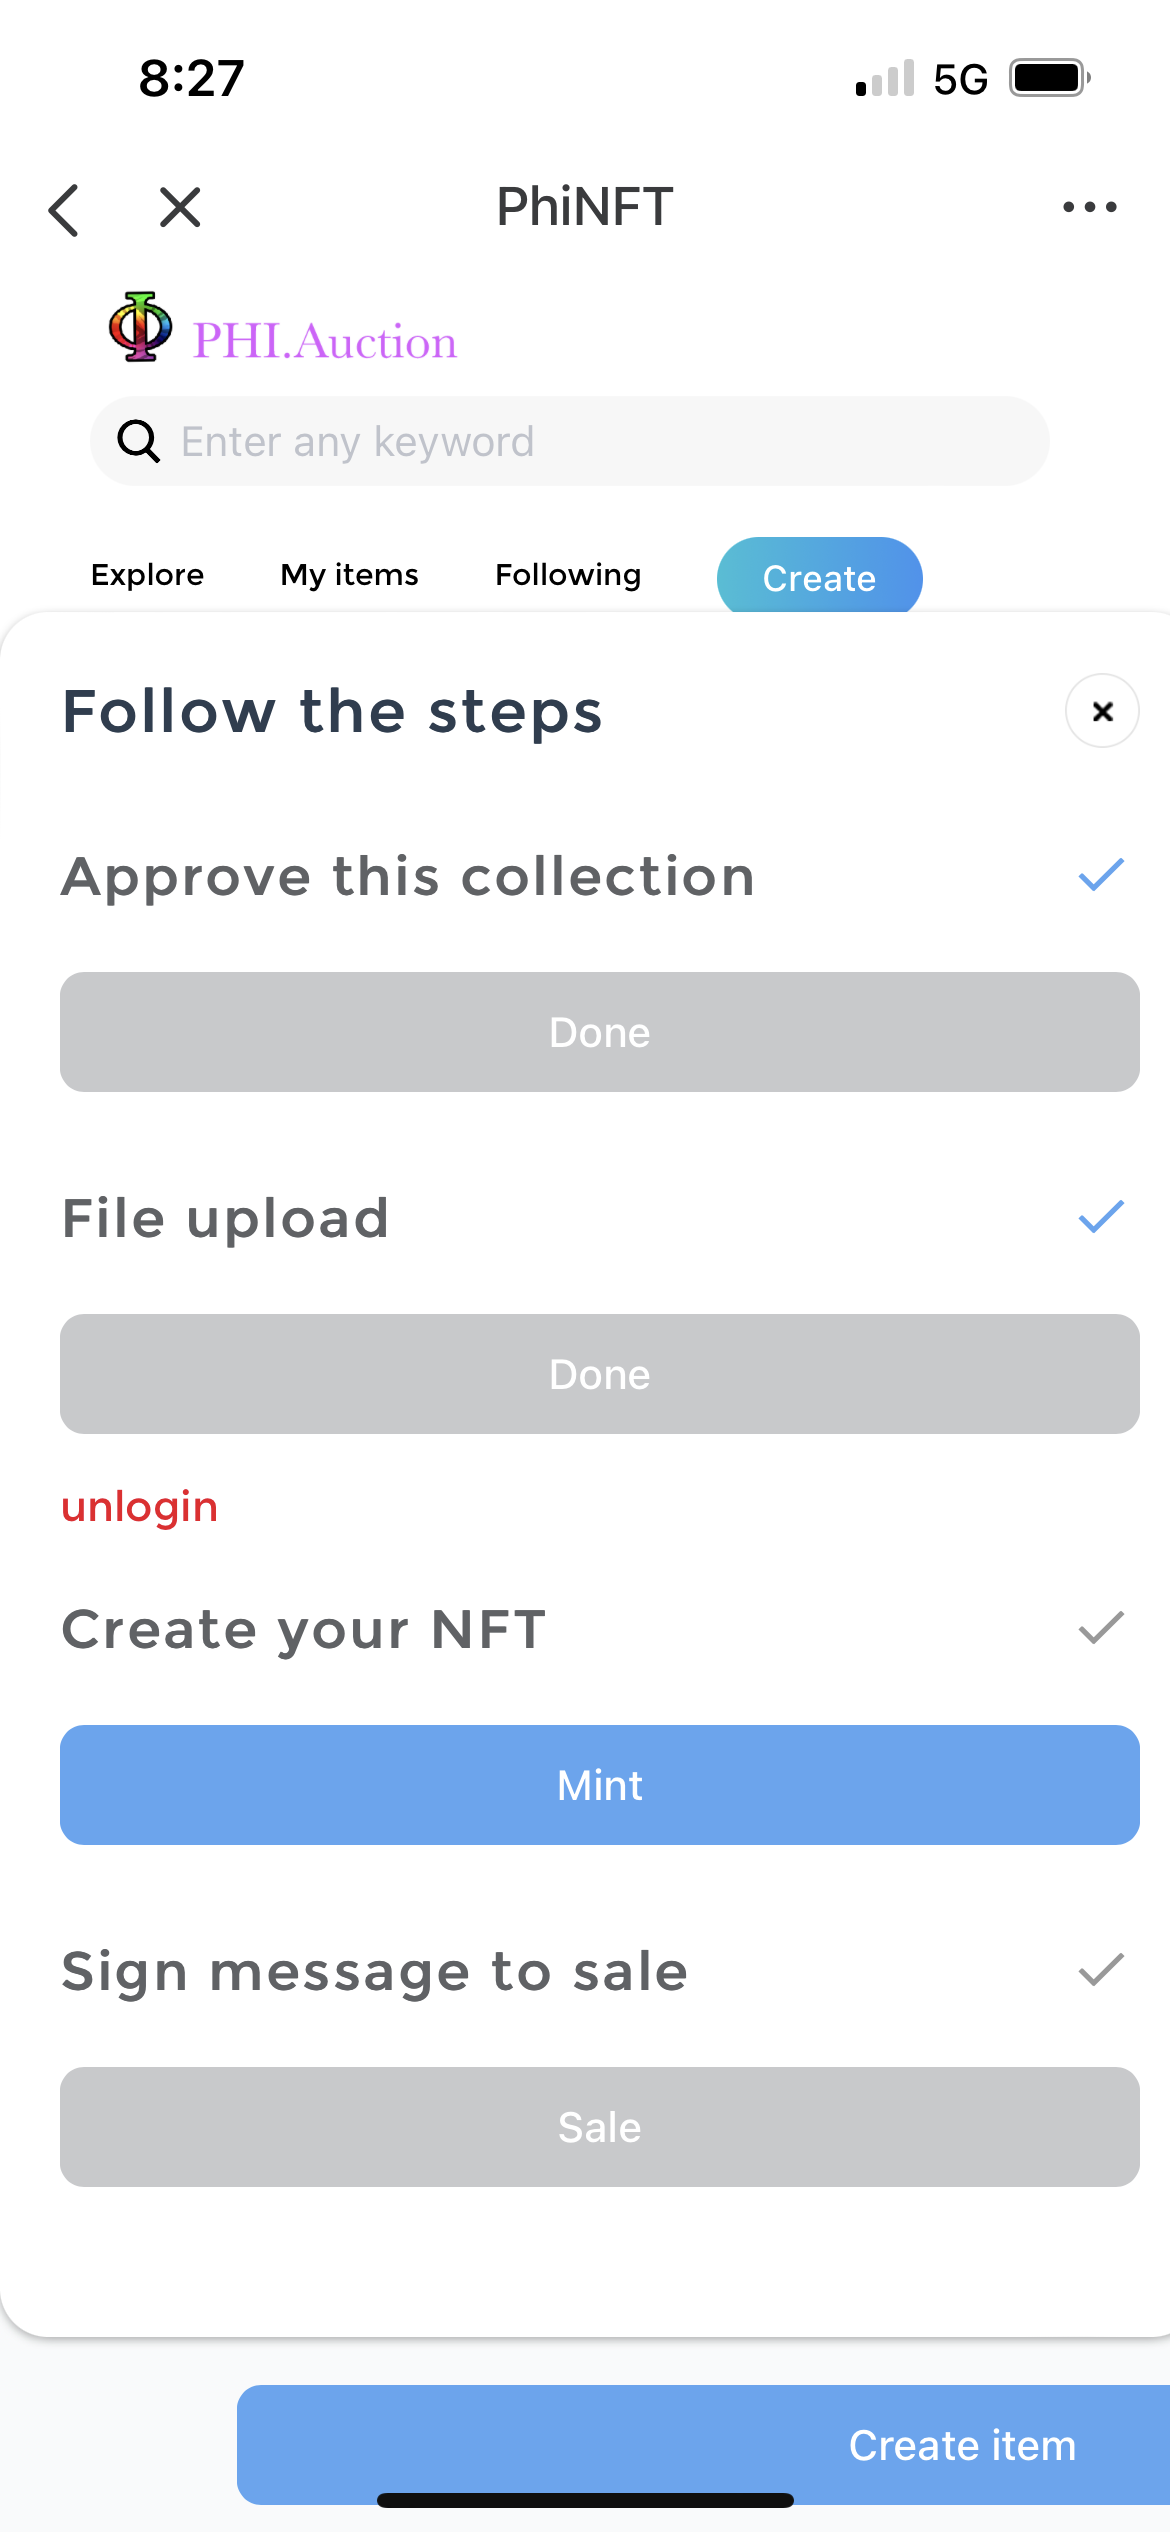 8:27
5G
PhiNFT
PHI.Auction
Enter any keyword
Explore My items Following Create
Follow the steps
Approve this collection
Done
File upload
Done
unlogin
Create your NFT
Mint
Sign message to sale
Sale
Create item